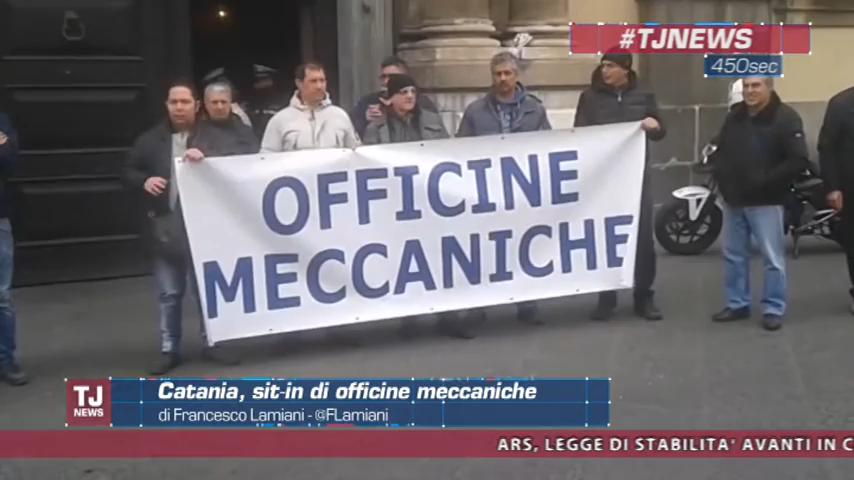 #TJNEWS
450sec
OFFICINE
MECCANICHE
TJ
NEWS
Catania, sit-in di officine meccaniche
di Francesco Lamiani - @FLamiani
ARS, LEGGE DI STABILITA' AVANTI IN C